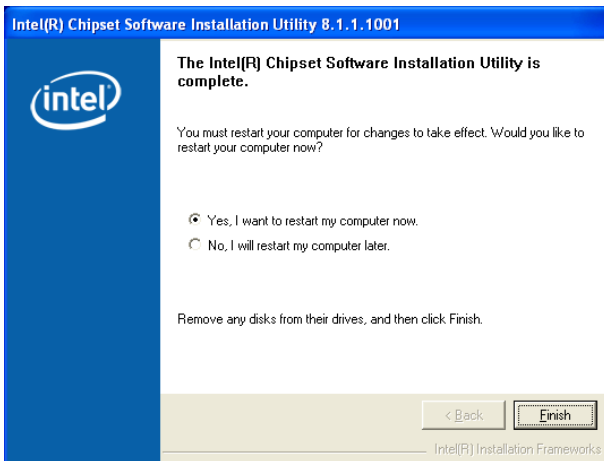 Intel(R) Chipset Software Installation Utility 8.1.1.1001
intel
The Intel(R) Chipset Software Installation Utility is
complete.
You must restart your computer for changes to take effect. Would you like to
restart your computer now?
Yes, I want to restart my computer now.
No, I will restart my computer later.
Remove any disks from their drives, and then click Finish.
< Back
Finish
Intel(R) Installation Frameworks